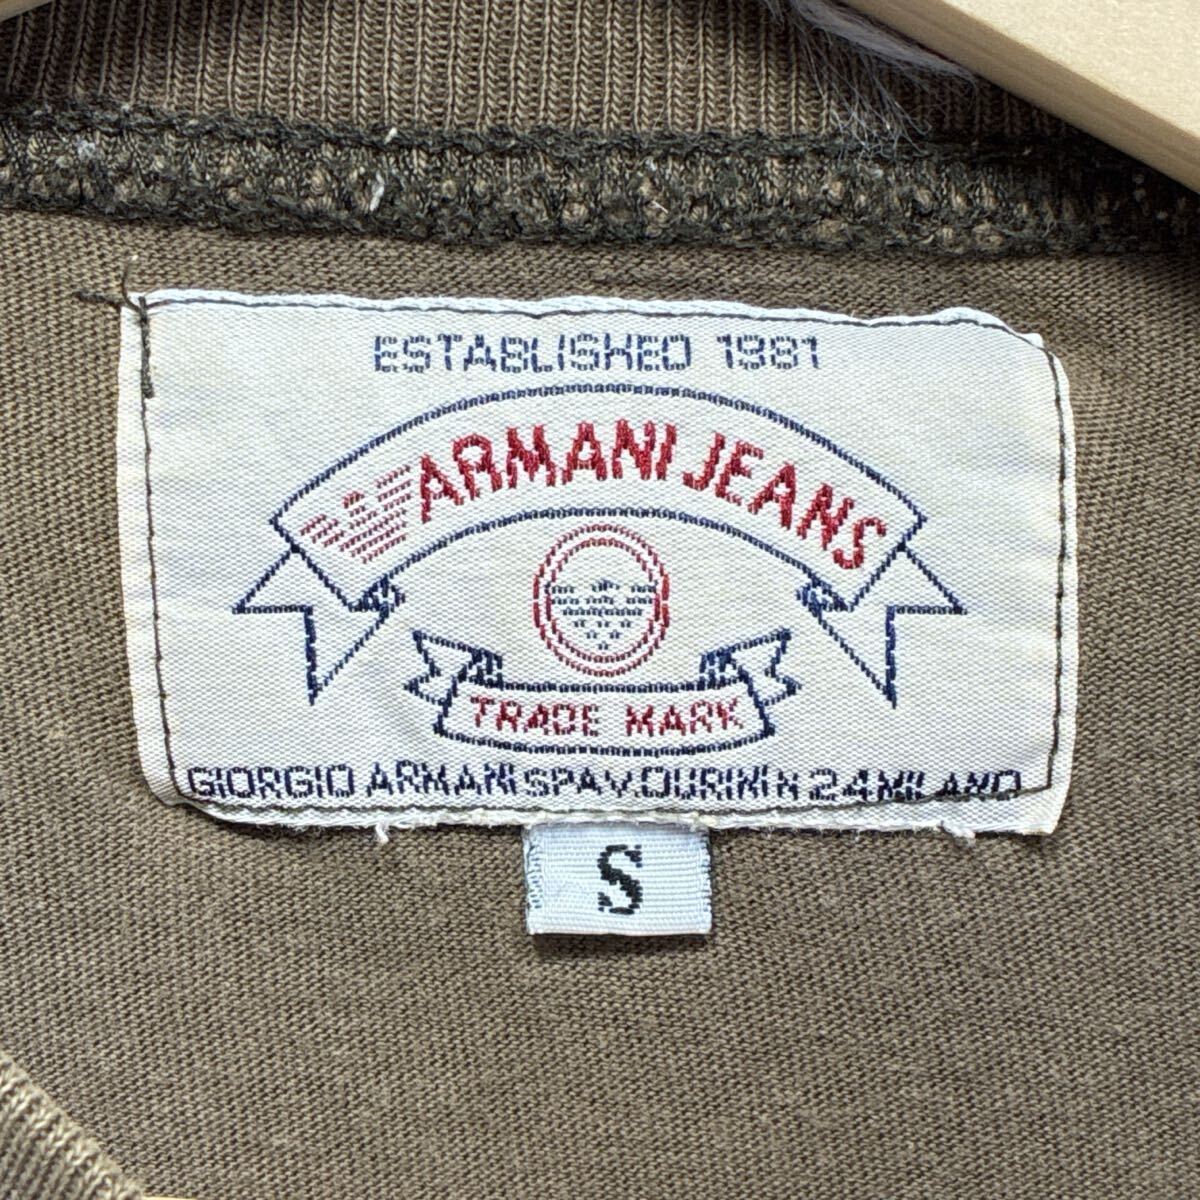 ESTABLISHED 1981
ARMANI JEANS
TRADE MARK
GIORGIO ARMANI SPA V.DURINI N 24 MILANO
S